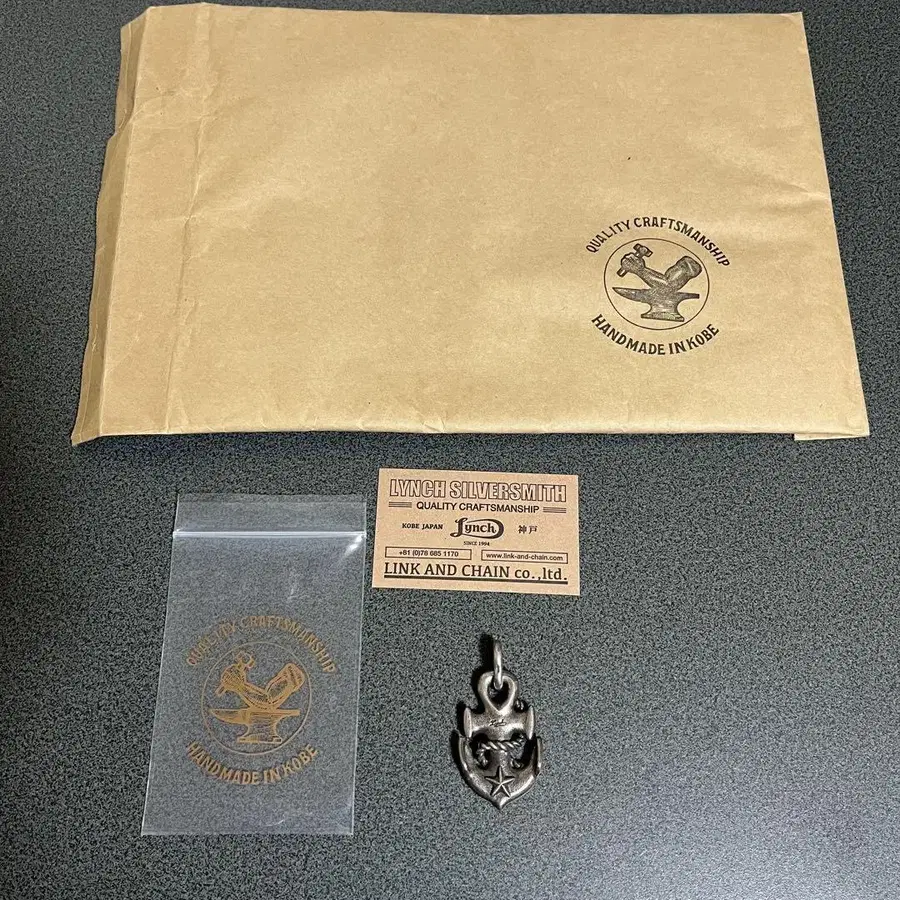 QUALITY CRAFTSMANSHIP
HANDMADE IN KOBE
LYNCH SILVERSMITH
QUALITY CRAFTSMANSHIP
KOBE JAPAN Lynch 神戸
SINCE 1994
+81 (0)78 685 1170 www.link-and-chain.com
LINK AND CHAIN co.,ltd.
QUALITY CRAFTSMANSHIP
HANDMADE IN KOBE